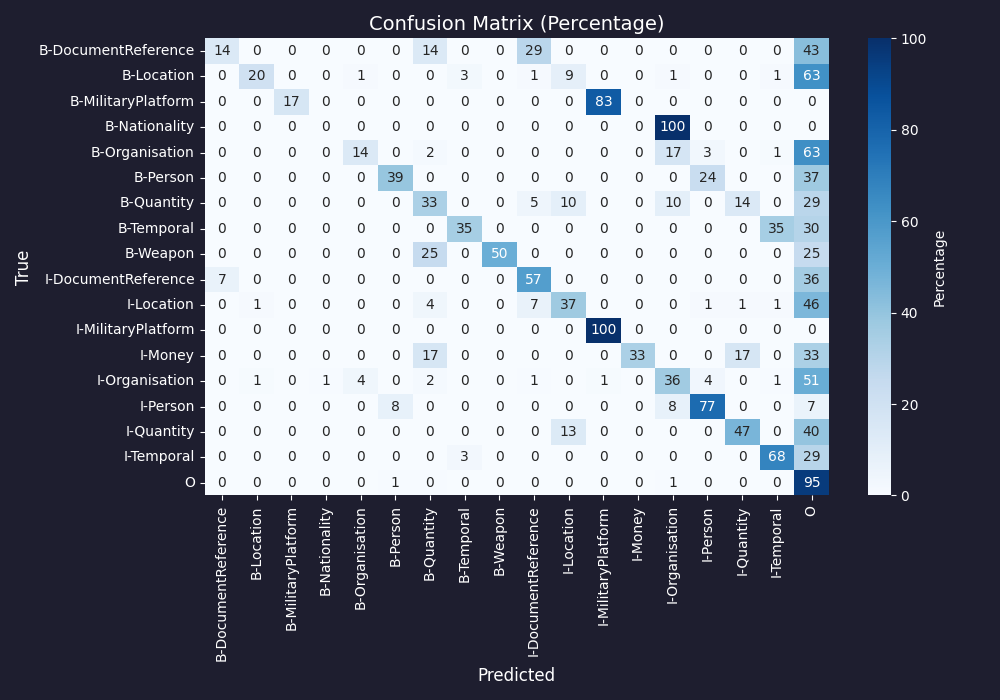 Confusion Matrix (Percentage)
B-DocumentReference 14 0 0 0 0 0 14 0 0 29 0 0 0 0 0 0 0 43
B-Location 0 20 0 0 1 0 0 3 0 1 9 0 0 1 0 0 1 63
B-MilitaryPlatform 0 0 17 0 0 0 0 0 0 0 0 83 0 0 0 0 0 0
B-Nationality 0 0 0 0 0 0 0 0 0 0 0 0 0 100 0 0 0 0
B-Organisation 0 0 0 0 14 0 2 0 0 0 0 0 0 17 3 0 1 63
B-Person 0 0 0 0 0 39 0 0 0 0 0 0 0 0 24 0 0 37
B-Quantity 0 0 0 0 0 0 33 0 0 5 10 0 0 10 0 14 0 29
B-Temporal 0 0 0 0 0 0 0 35 0 0 0 0 0 0 0 0 35 30
B-Weapon 0 0 0 0 0 0 25 0 50 0 0 0 0 0 0 0 0 25
I-DocumentReference 7 0 0 0 0 0 0 0 0 57 0 0 0 0 0 0 0 36
I-Location 0 1 0 0 0 0 4 0 0 7 37 0 0 0 1 1 1 46
I-MilitaryPlatform 0 0 0 0 0 0 0 0 0 0 0 100 0 0 0 0 0 0
I-Money 0 0 0 0 0 0 17 0 0 0 0 0 33 0 0 17 0 33
I-Organisation 0 1 0 1 4 0 2 0 0 1 0 1 0 36 4 0 1 51
I-Person 0 0 0 0 0 8 0 0 0 0 0 0 0 8 77 0 0 7
I-Quantity 0 0 0 0 0 0 0 0 0 0 13 0 0 0 0 47 0 40
I-Temporal 0 0 0 0 0 0 0 3 0 0 0 0 0 0 0 0 68 29
O 0 0 0 0 0 1 0 0 0 0 0 0 0 1 0 0 0 95
True
B-DocumentReference
B-Location
B-MilitaryPlatform
B-Nationality
B-Organisation
B-Person
B-Quantity
B-Temporal
B-Weapon
I-DocumentReference
I-Location
I-MilitaryPlatform
I-Money
I-Organisation
I-Person
I-Quantity
I-Temporal
O
Predicted
100
80
60
40
20
0
Percentage